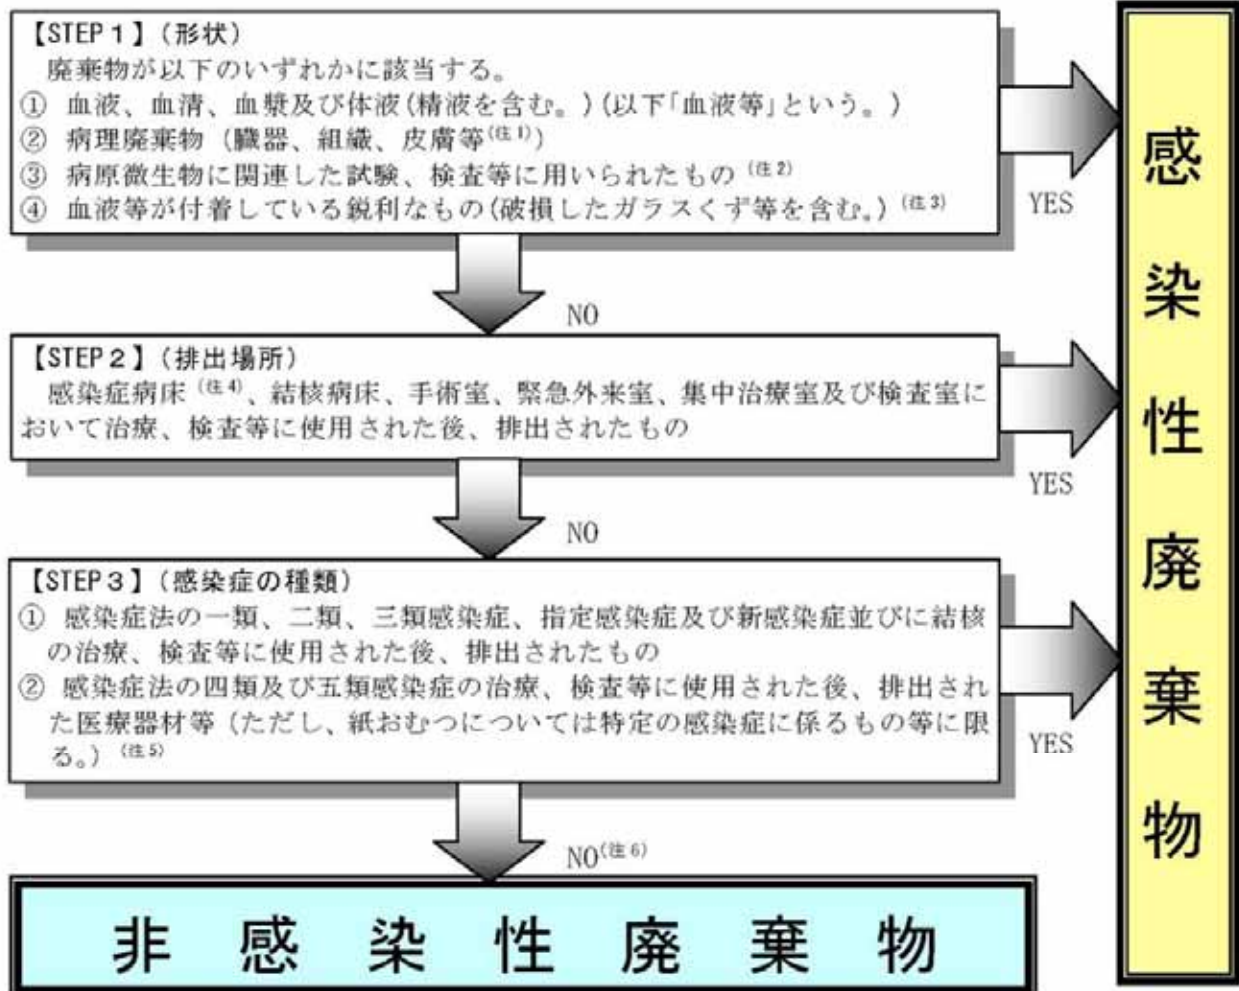 【STEP1】(形状)
廃棄物が以下のいずれかに該当する。
① 血液、血清、血漿及び体液(精液を含む。)(以下「血液等」という。)
② 病理廃棄物 (臓器、組織、皮膚等(注1))
③ 病原微生物に関連した試験、検査等に用いられたもの (注2)
④ 血液等が付着している鋭利なもの(破損したガラスくず等を含む。) (注3)
YES
NO
【STEP2】(排出場所)
感染症病床(注4)、結核病床、手術室、緊急外来室、集中治療室及び検査室に
おいて治療、検査等に使用された後、排出されたもの
YES
NO
【STEP3】(感染症の種類)
① 感染症法の一類、二類、三類感染症、指定感染症及び新感染症並びに結核
の治療、検査等に使用された後、排出されたもの
② 感染症法の四類及び五類感染症の治療、検査等に使用された後、排出され
た医療器材等 (ただし、紙おむつについては特定の感染症に係るもの等に限
る。) (注5)
YES
NO(注6)
感染性廃棄物
非感染性廃棄物